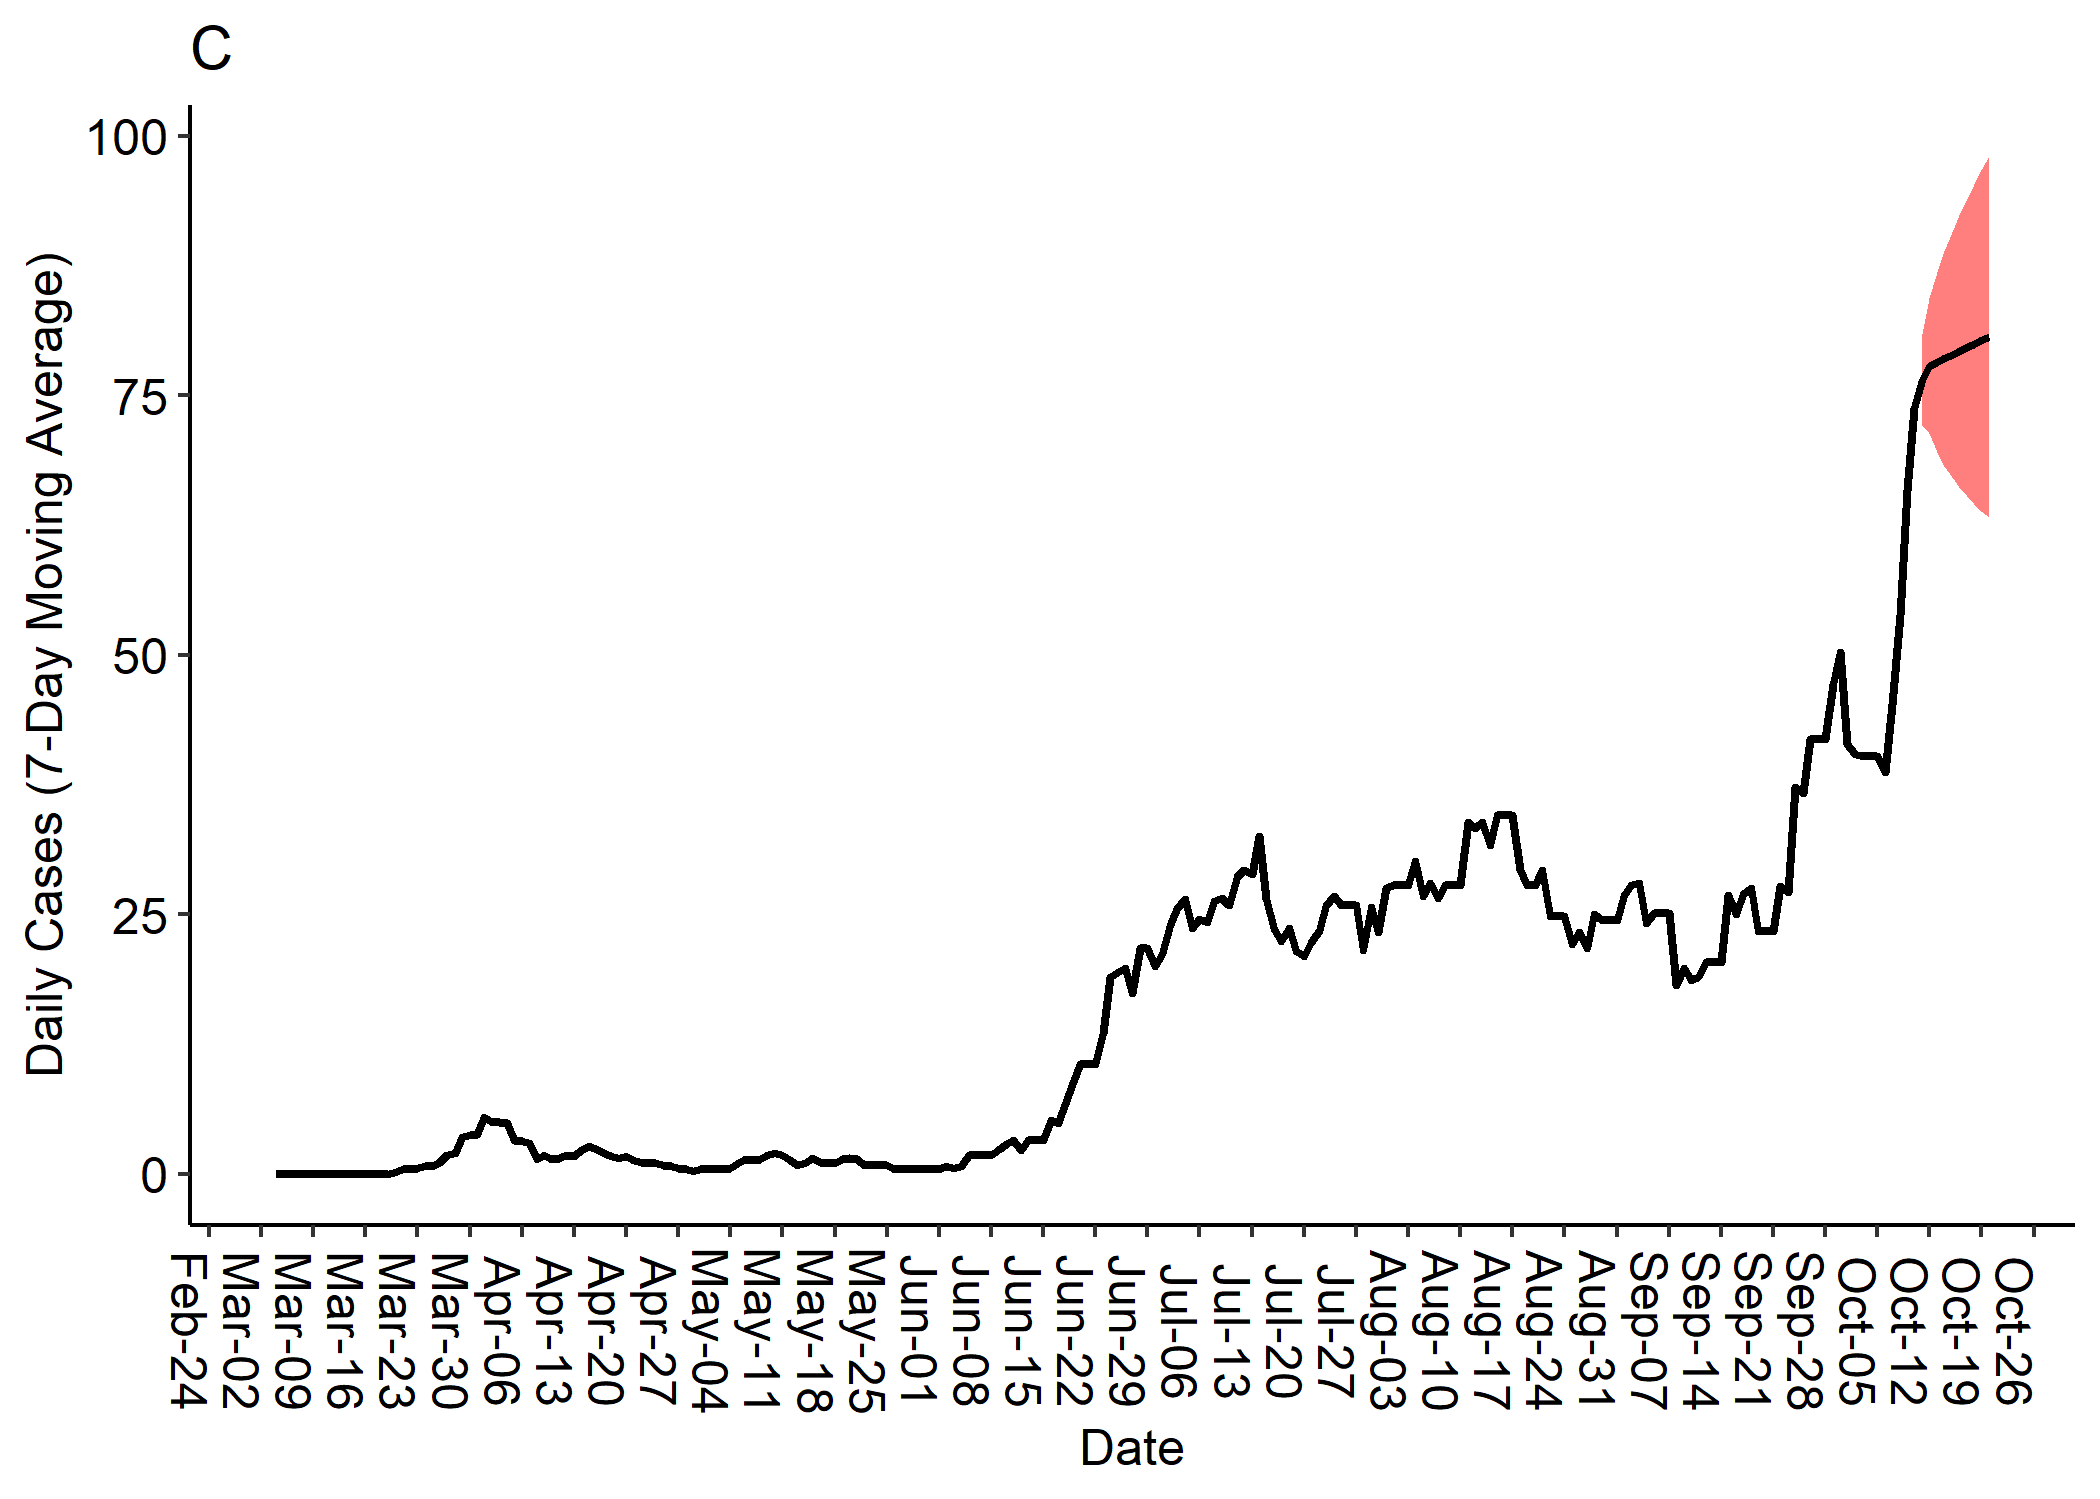 C
Daily Cases (7-Day Moving Average)
100
75
50
25
0
Feb-24
Mar-02
Mar-09
Mar-16
Mar-23
Mar-30
Apr-06
Apr-13
Apr-20
Apr-27
May-04
May-11
May-18
May-25
Jun-01
Jun-08
Jun-15
Jun-22
Jun-29
Jul-06
Jul-13
Jul-20
Jul-27
Aug-03
Aug-10
Aug-17
Aug-24
Aug-31
Sep-07
Sep-14
Sep-21
Sep-28
Oct-05
Oct-12
Oct-19
Oct-26
Date